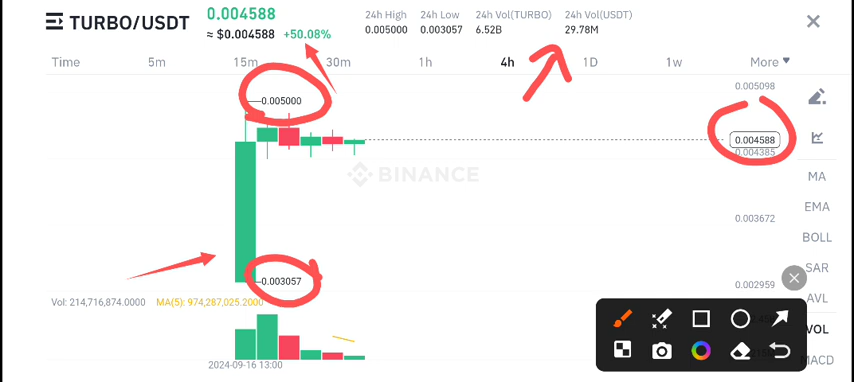 TURBO/USDT
0.004588
≈ $0.004588 +50.08%
24h High 24h Low 24h Vol(TURBO) 24h Vol(USDT)
0.005000 0.003057 6.52B 29.78M
Time 5m 15m 30m 1h 4h 1D 1w More
0.005098
0.005000
0.004588
0.004385
BINANCE
MA
EMA
0.003672
BOLL
SAR
0.003057
0.002959
AVL
Vol: 214,716,874.0000 MA(5): 974,287,025.2000
VOL
MACD
2024-09-16 13:00